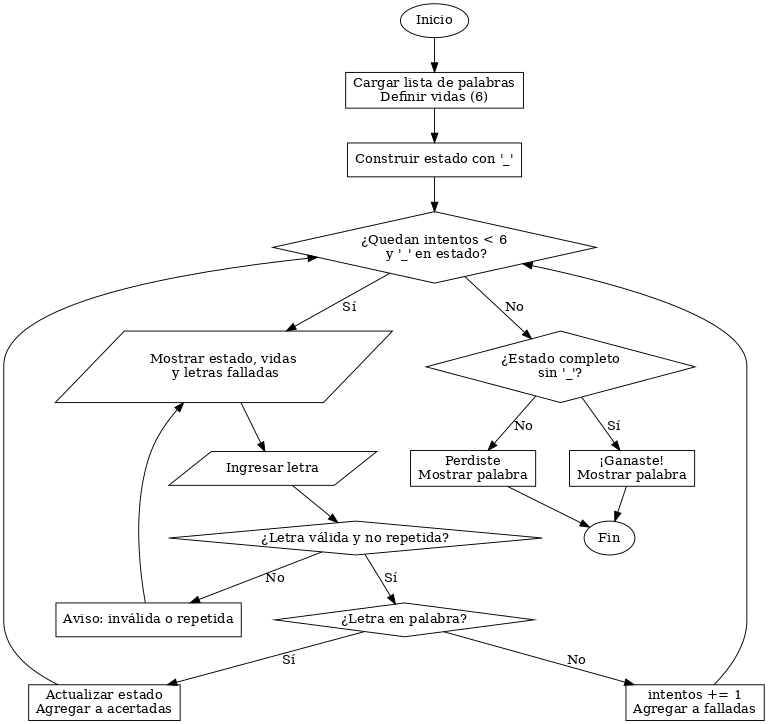 Inicio
Cargar lista de palabras
Definir vidas (6)
Construir estado con '_'
¿Quedan intentos < 6
y '_' en estado?
Sí
No
Mostrar estado, vidas
y letras falladas
¿Estado completo
sin '_'?
No
Sí
Ingresar letra
Perdiste
Mostrar palabra
¡Ganaste!
Mostrar palabra
¿Letra válida y no repetida?
Fin
No
Sí
Aviso: inválida o repetida
¿Letra en palabra?
Sí
No
Actualizar estado
Agregar a acertadas
intentos += 1
Agregar a falladas